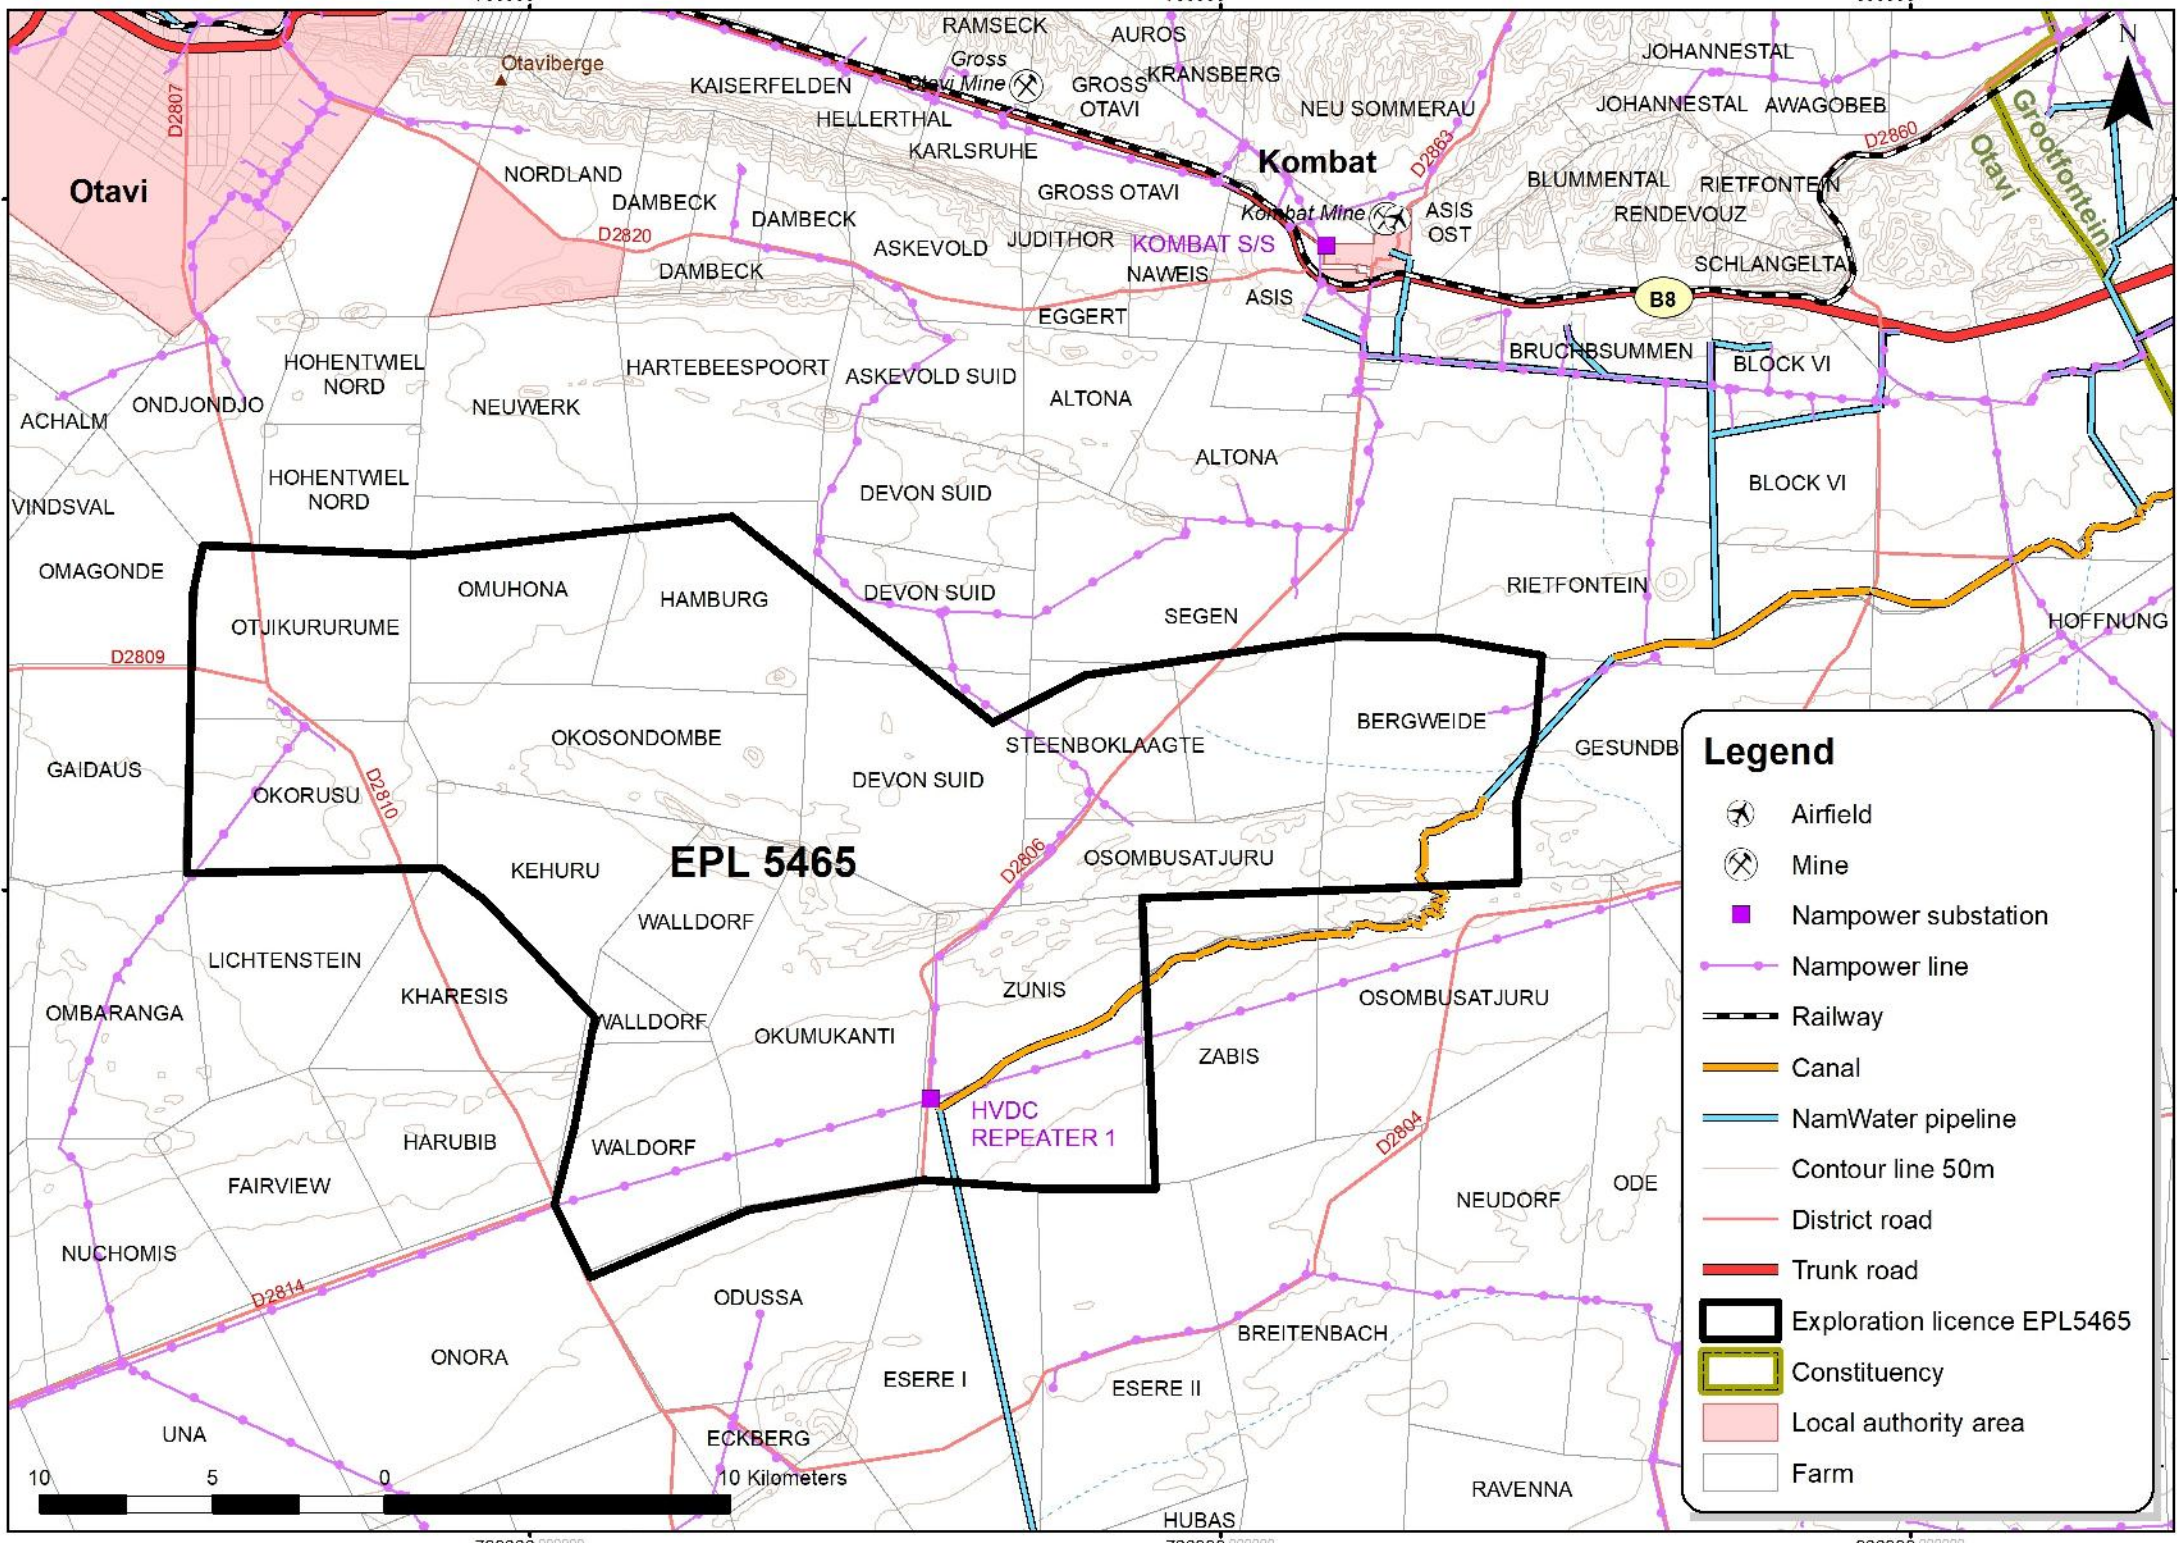 RAMSECK
AUROS
N
JOHANNESTAL
Otaviberge
Gross
Otavi Mine
KAISERFELDEN
GROSS
OTAVI
KRANSBERG
NEU SOMMERAU
JOHANNESTAL
AWAGOBEB
D2807
HELLERTHAL
KARLSRUHE
Kombat
D2863
D2860
Grootfontein
Otavi
Otavi
NORDLAND
DAMBECK
DAMBECK
GROSS OTAVI
BLUMMENTAL
RIETFONTEIN
RENDEVOUZ
Kombat Mine
ASIS
OST
D2820
ASKEVOLD
JUDITHOR
KOMBAT S/S
DAMBECK
NAWEIS
SCHLANGELTA
ASIS
B8
EGGERT
HOHENTWIEL
NORD
HARTEBEESPOORT
ASKEVOLD SUID
BRUCHBSUMMEN
BLOCK VI
ACHALM
ONDJONDJO
NEUWERK
ALTONA
HOHENTWIEL
NORD
DEVON SUID
ALTONA
BLOCK VI
VINDSVAL
OMAGONDE
OMUHONA
HAMBURG
DEVON SUID
RIETFONTEIN
OTJIKURURUME
SEGEN
HOFFNUNG
D2809
GAIDAUS
OKOSONDOMBE
STEENBOKLAAGTE
BERGWEIDE
GESUNDB
OKORUSU
D2810
DEVON SUID
KEHURU
EPL 5465
D2806
OSOMBUSATJURU
WALLDORF
LICHTENSTEIN
KHARESIS
ZUNIS
OSOMBUSATJURU
OMBARANGA
WALLDORF
OKUMUKANTI
ZABIS
HVDC
REPEATER 1
HARUBIB
WALDORF
D2804
FAIRVIEW
NEUDORF
ODE
NUCHOMIS
D2814
ODUSSA
BREITENBACH
ONORA
ESERE I
ESERE II
UNA
ECKBERG
RAVENNA
HUBAS
10 5 0 10 Kilometers
Legend
Airfield
Mine
Nampower substation
Nampower line
Railway
Canal
NamWater pipeline
Contour line 50m
District road
Trunk road
Exploration licence EPL5465
Constituency
Local authority area
Farm